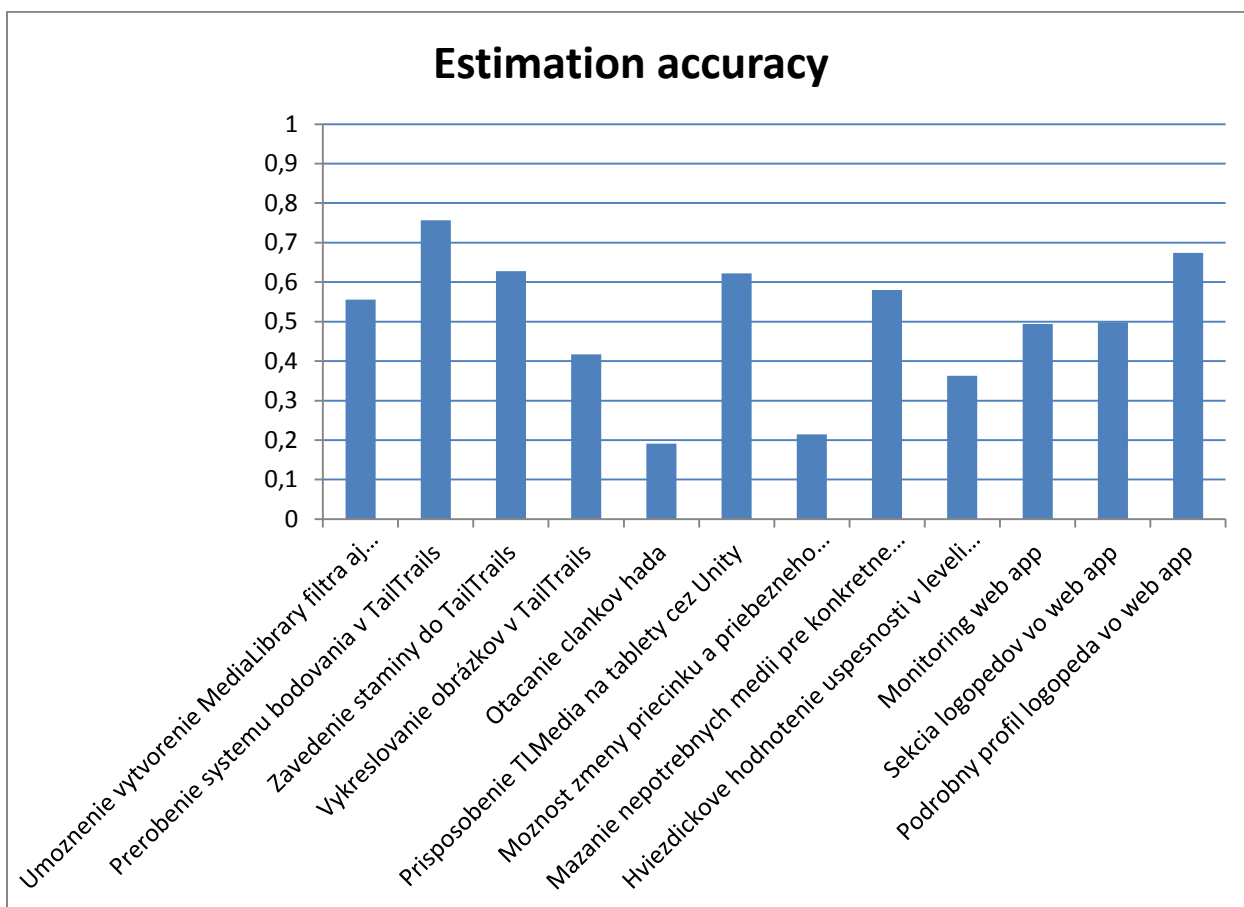 Estimation accuracy
1
0,9
0,8
0,7
0,6
0,5
0,4
0,3
0,2
0,1
0
Umoznenie vytvorenie MediaLibrary filtra aj...
Prerobenie systemu bodovania v TailTrails
Zavedenie staminy do TailTrails
Vykreslovanie obrázkov v TailTrails
Otacanie clankov hada
Prisposobenie TLMedia na tablety cez Unity
Moznost zmeny priecinku a priebezneho...
Mazanie nepotrebnych medii pre konkretne...
Hviezdickove hodnotenie uspesnosti v leveli...
Monitoring web app
Sekcia logopedov vo web app
Podrobny profil logopeda vo web app